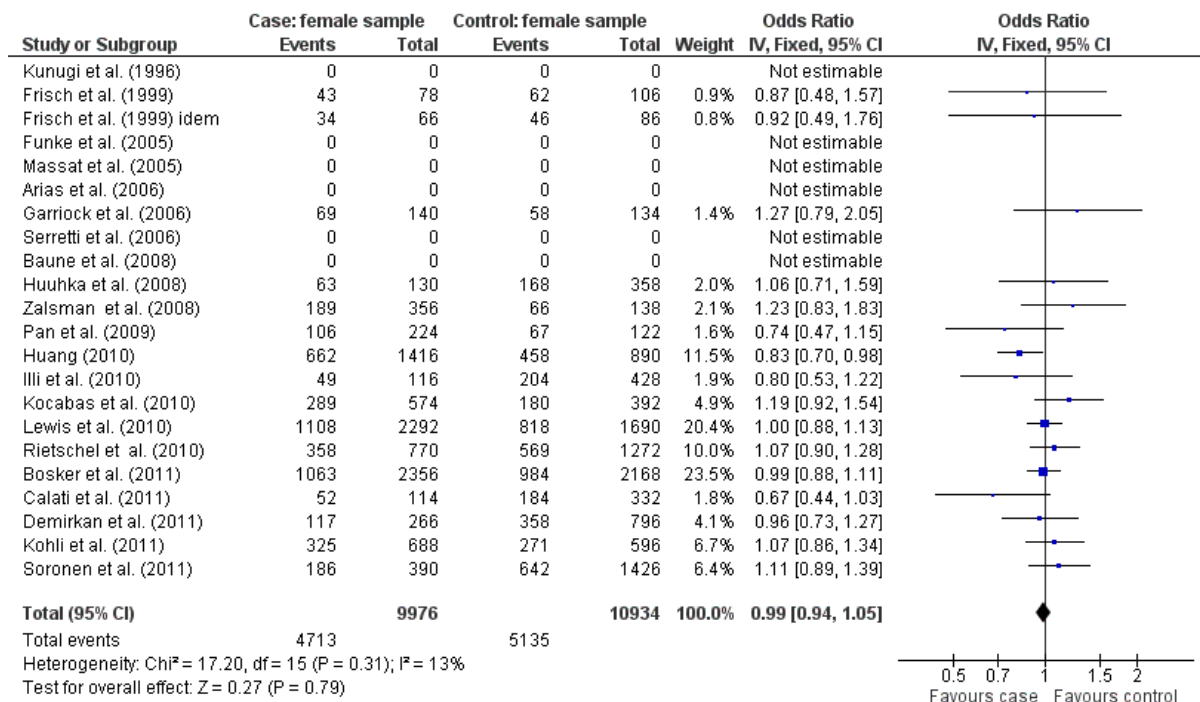 Case: female sample Control: female sample Odds Ratio Odds Ratio
Study or Subgroup Events Total Events Total Weight IV, Fixed, 95% CI IV, Fixed, 95% CI
Kunugi et al. (1996) 0 0 0 0 Not estimable
Frisch et al. (1999) 43 78 62 106 0.9% 0.87 [0.48, 1.57]
Frisch et al. (1999) idem 34 66 46 86 0.8% 0.92 [0.49, 1.76]
Funke et al. (2005) 0 0 0 0 Not estimable
Massat et al. (2005) 0 0 0 0 Not estimable
Arias et al. (2006) 0 0 0 0 Not estimable
Garriock et al. (2006) 69 140 58 134 1.4% 1.27 [0.79, 2.05]
Serretti et al. (2006) 0 0 0 0 Not estimable
Baune et al. (2008) 0 0 0 0 Not estimable
Huuhka et al. (2008) 63 130 168 358 2.0% 1.06 [0.71, 1.59]
Zalsman et al. (2008) 189 356 66 138 2.1% 1.23 [0.83, 1.83]
Pan et al. (2009) 106 224 67 122 1.6% 0.74 [0.47, 1.15]
Huang (2010) 662 1416 458 890 11.5% 0.83 [0.70, 0.98]
Illi et al. (2010) 49 116 204 428 1.9% 0.80 [0.53, 1.22]
Kocabas et al. (2010) 289 574 180 392 4.9% 1.19 [0.92, 1.54]
Lewis et al. (2010) 1108 2292 818 1690 20.4% 1.00 [0.88, 1.13]
Rietschel et al. (2010) 358 770 569 1272 10.0% 1.07 [0.90, 1.28]
Bosker et al. (2011) 1063 2356 984 2168 23.5% 0.99 [0.88, 1.11]
Calati et al. (2011) 52 114 184 332 1.8% 0.67 [0.44, 1.03]
Demirkan et al. (2011) 117 266 358 796 4.1% 0.96 [0.73, 1.27]
Kohli et al. (2011) 325 688 271 596 6.7% 1.07 [0.86, 1.34]
Soronen et al. (2011) 186 390 642 1426 6.4% 1.11 [0.89, 1.39]
Total (95% CI) 9976 10934 100.0% 0.99 [0.94, 1.05]
Total events 4713 5135
Heterogeneity: Chi² = 17.20, df = 15 (P = 0.31); I² = 13%
Test for overall effect: Z = 0.27 (P = 0.79)
0.5 0.7 1 1.5 2
Favours case Favours control